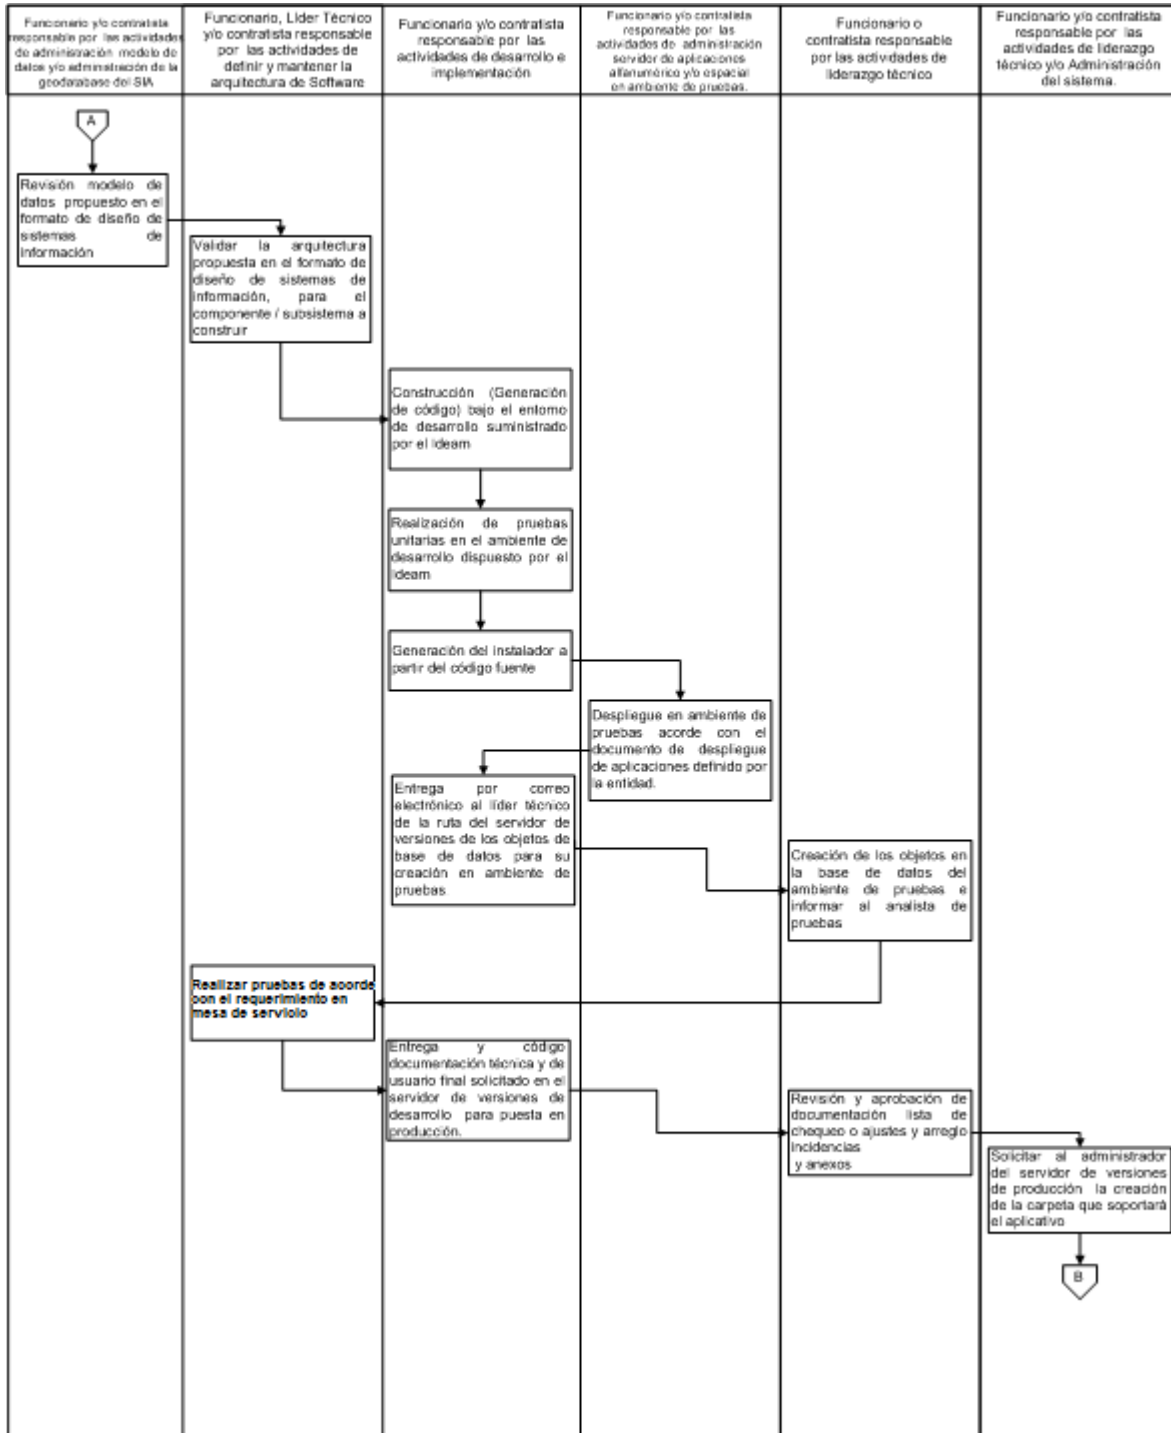 Funcionario y/o contratista
responsable por las actividades
de administración modelo de
datos y/o administración de la
geodarabase del SIA
Funcionario, Líder Técnico
y/o contratista responsable
por las actividades de
definir y mantener la
arquitectura de Software
Funcionario y/o contratista
responsable por las
actividades de desarrollo e
implementación
Funcionario y/o contratista
responsable por las
actividades de administración
servidor de aplicaciones
alfanumérico y/o espacial
en ambiente de pruebas.
Funcionario o
contratista responsable
por las actividades de
liderazgo técnico
Funcionario y/o contratista
responsable por las
actividades de liderazgo
técnico y/o Administración
del sistema.
A
Revisión modelo de
datos propuesto en el
formato de diseño de
sistemas de
información
Validar la arquitectura
propuesta en el formato de
diseño de sistemas de
información, para el
componente / subsistema a
construir
Construcción (Generación
de código) bajo el entorno
de desarrollo suministrado
por el Ideam
Realización de pruebas
unitarias en el ambiente de
desarrollo dispuesto por el
Ideam
Generación del instalador a
partir del código fuente
Despliegue en ambiente de
pruebas acorde con el
documento de despliegue
de aplicaciones definido por
la entidad.
Entrega por correo
electrónico al líder técnico
de la ruta del servidor de
versiones de los objetos de
base de datos para su
creación en ambiente de
pruebas
Creación de los objetos en
la base de datos del
ambiente de pruebas e
informar al analista de
pruebas
Realizar pruebas de acorde
con el requerimiento en
mesa de servicio
Entrega y código
documentación técnica y de
usuario final solicitado en el
servidor de versiones de
desarrollo para puesta en
producción.
Revisión y aprobación de
documentación lista de
chequeo o ajustes y arreglo
incidencias
y anexos
Solicitar al administrador
del servidor de versiones
de producción la creación
de la carpeta que soportará
el aplicativo
B